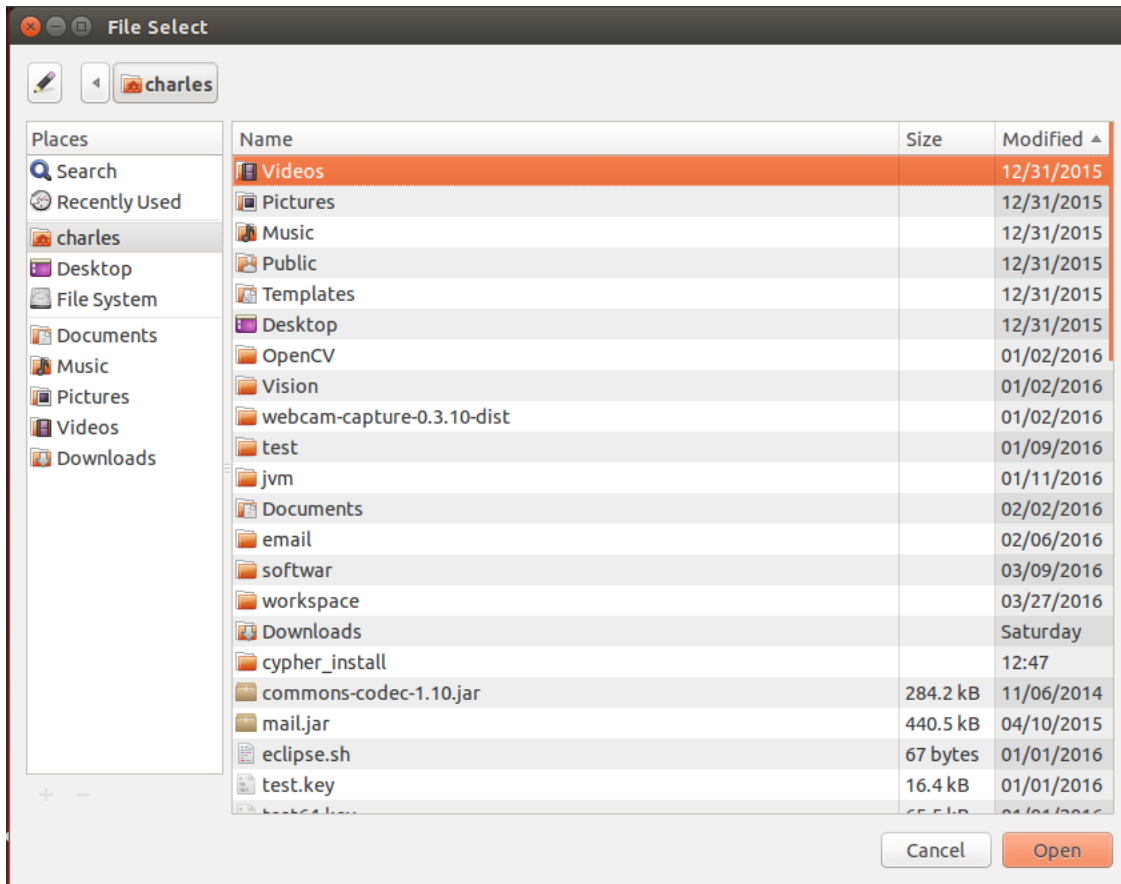 File Select
charles
Places
Search
Recently Used
charles
Desktop
File System
Documents
Music
Pictures
Videos
Downloads
Name Size Modified
Videos 12/31/2015
Pictures 12/31/2015
Music 12/31/2015
Public 12/31/2015
Templates 12/31/2015
Desktop 12/31/2015
OpenCV 01/02/2016
Vision 01/02/2016
webcam-capture-0.3.10-dist 01/02/2016
test 01/09/2016
jvm 01/11/2016
Documents 02/02/2016
email 02/06/2016
softwar 03/09/2016
workspace 03/27/2016
Downloads Saturday
cypher_install 12:47
commons-codec-1.10.jar 284.2 kB 11/06/2014
mail.jar 440.5 kB 04/10/2015
eclipse.sh 67 bytes 01/01/2016
test.key 16.4 kB 01/01/2016
Cancel Open